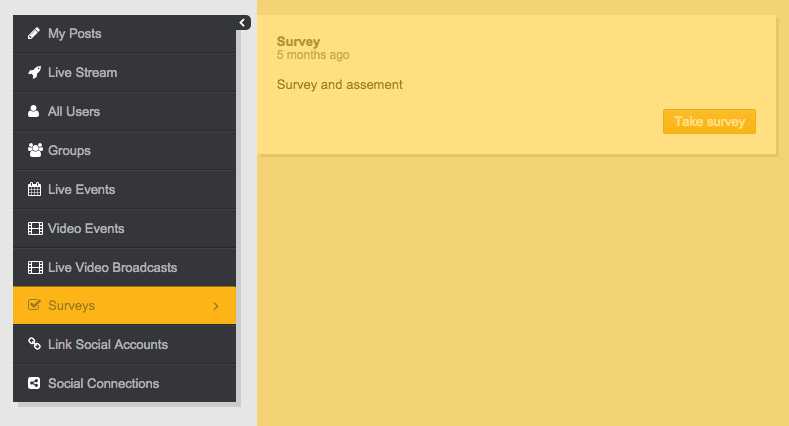 My Posts
Live Stream
All Users
Groups
Live Events
Video Events
Live Video Broadcasts
Surveys
Link Social Accounts
Social Connections
Survey
5 months ago
Survey and assement
Take survey